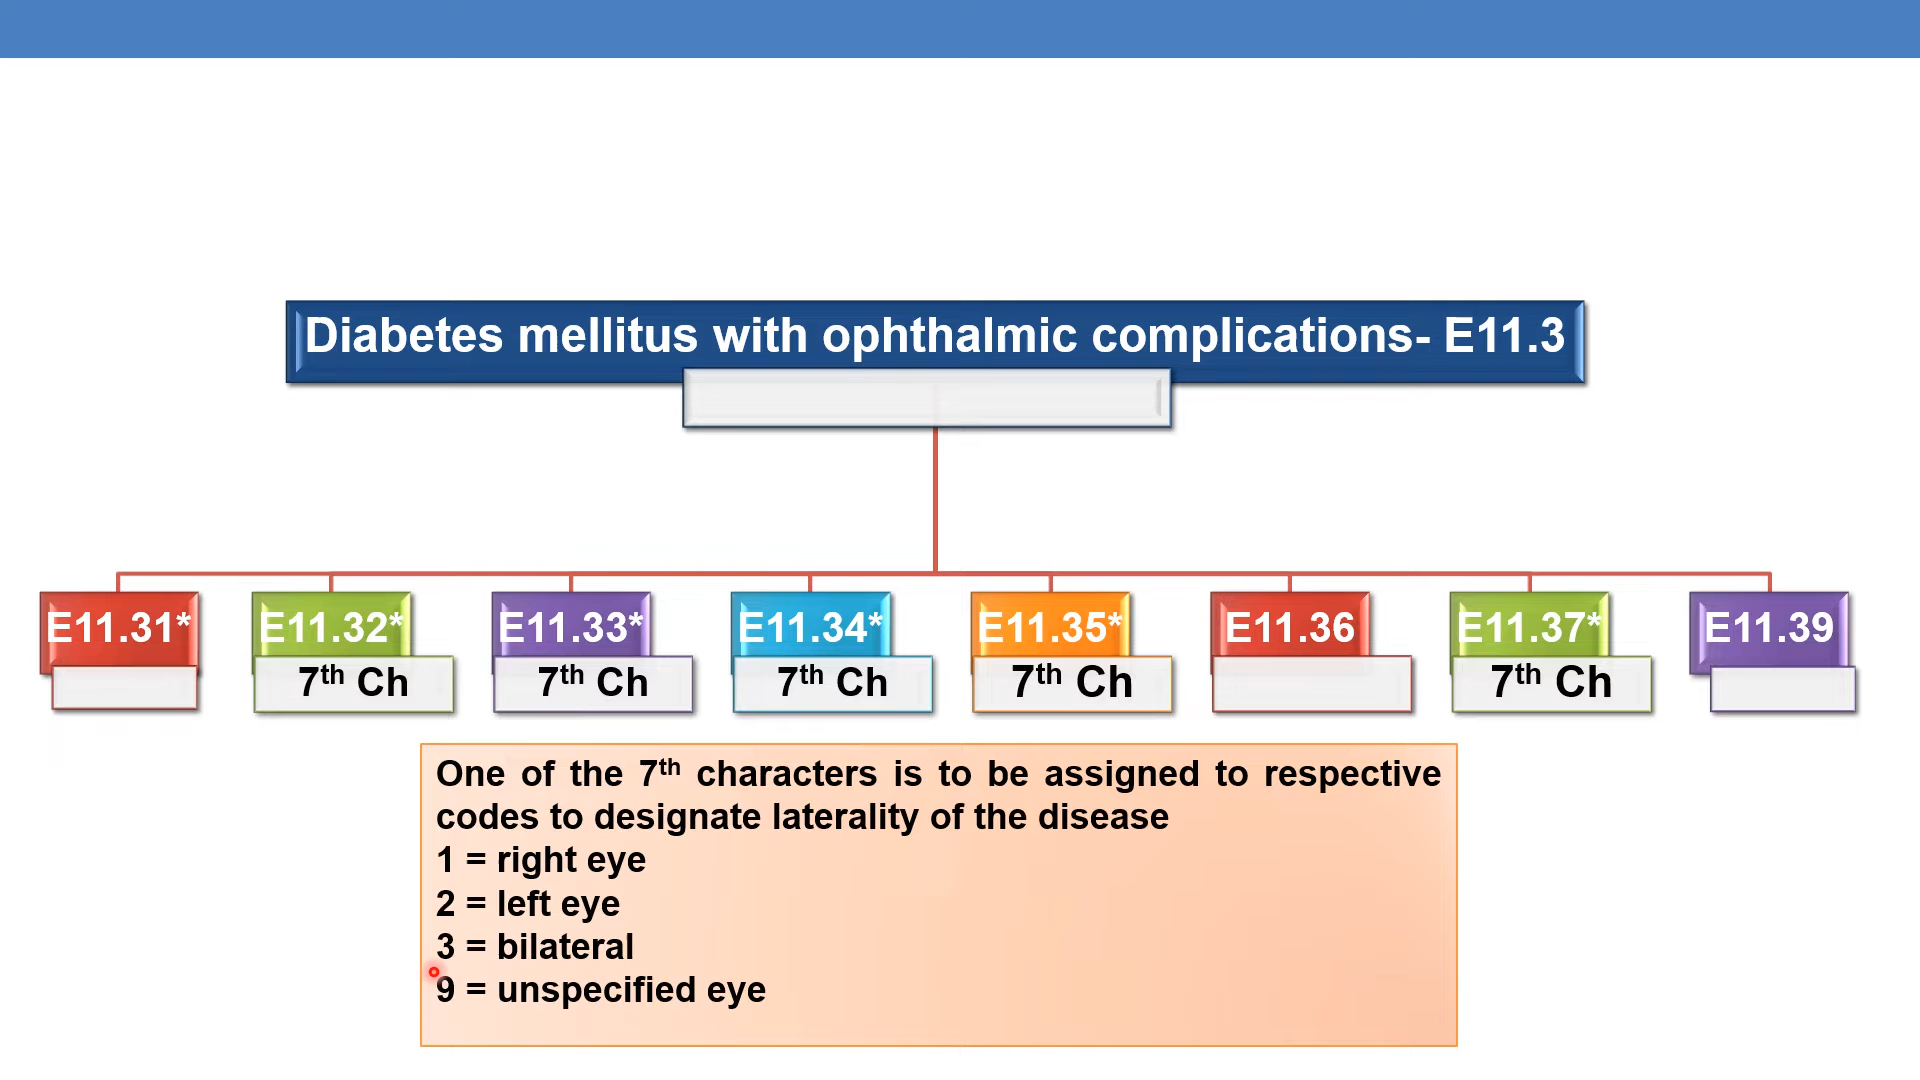 Diabetes mellitus with ophthalmic complications- E11.3
E11.31* E11.32* E11.33* E11.34* E11.35* E11.36 E11.37* E11.39
7th Ch 7th Ch 7th Ch 7th Ch 7th Ch
One of the 7th characters is to be assigned to respective
codes to designate laterality of the disease
1 = right eye
2 = left eye
3 = bilateral
9 = unspecified eye